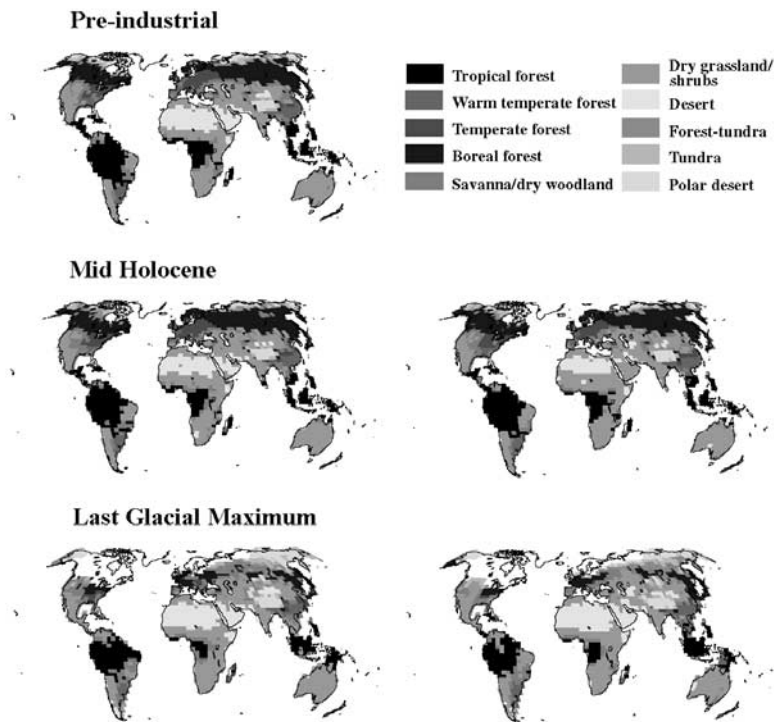 Pre-industrial
Tropical forest
Warm temperate forest
Temperate forest
Boreal forest
Savanna/dry woodland
Dry grassland/
shrubs
Desert
Forest-tundra
Tundra
Polar desert
Mid Holocene
Last Glacial Maximum